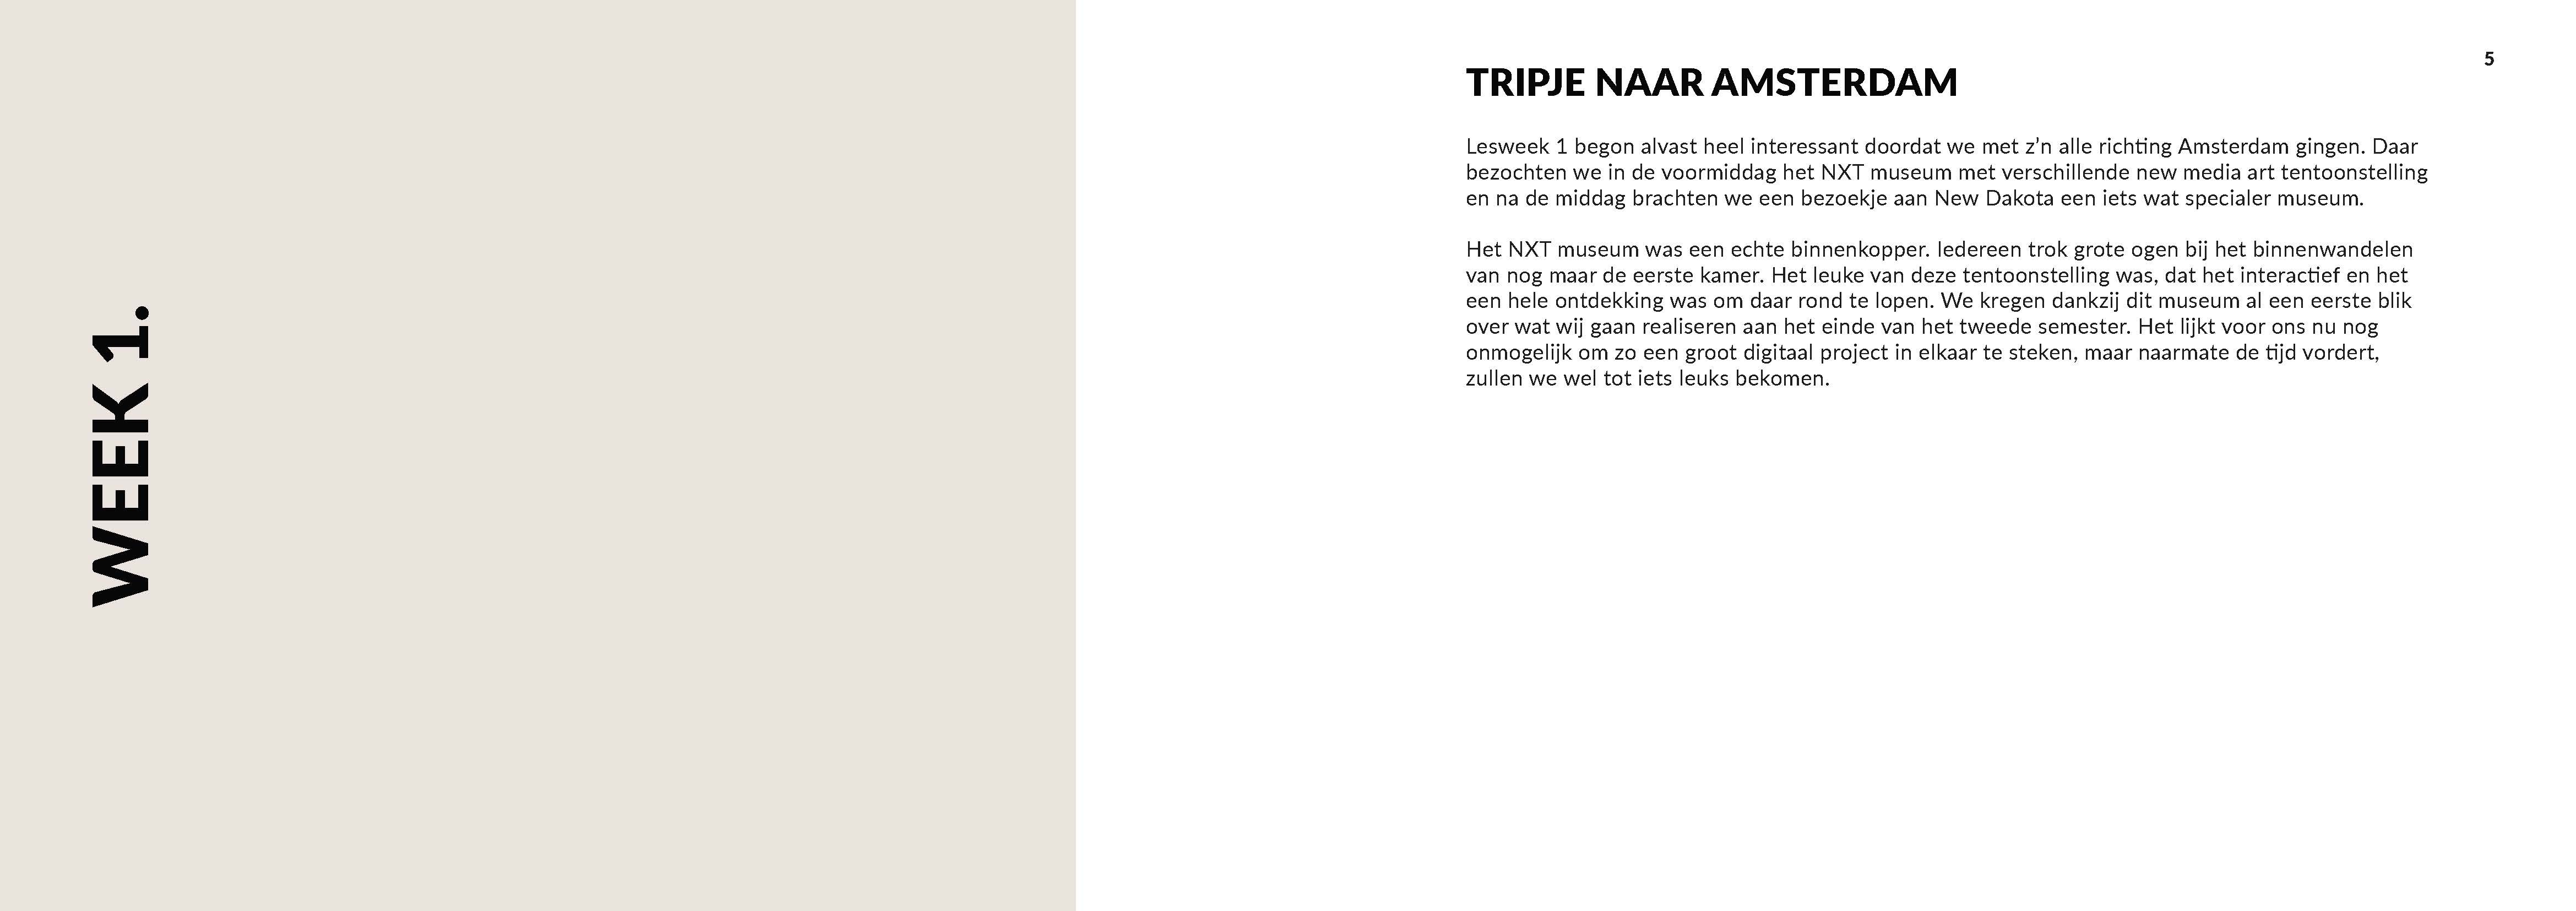 WEEK 1.
5
TRIPJE NAAR AMSTERDAM
Lesweek 1 begon alvast heel interessant doordat we met z’n alle richting Amsterdam gingen. Daar
bezochten we in de voormiddag het NXT museum met verschillende new media art tentoonstelling
en na de middag brachten we een bezoekje aan New Dakota een iets wat specialer museum.
Het NXT museum was een echte binnenkopper. Iedereen trok grote ogen bij het binnenwandelen
van nog maar de eerste kamer. Het leuke van deze tentoonstelling was, dat het interactief en het
een hele ontdekking was om daar rond te lopen. We kregen dankzij dit museum al een eerste blik
over wat wij gaan realiseren aan het einde van het tweede semester. Het lijkt voor ons nu nog
onmogelijk om zo een groot digitaal project in elkaar te steken, maar naarmate de tijd vordert,
zullen we wel tot iets leuks bekomen.